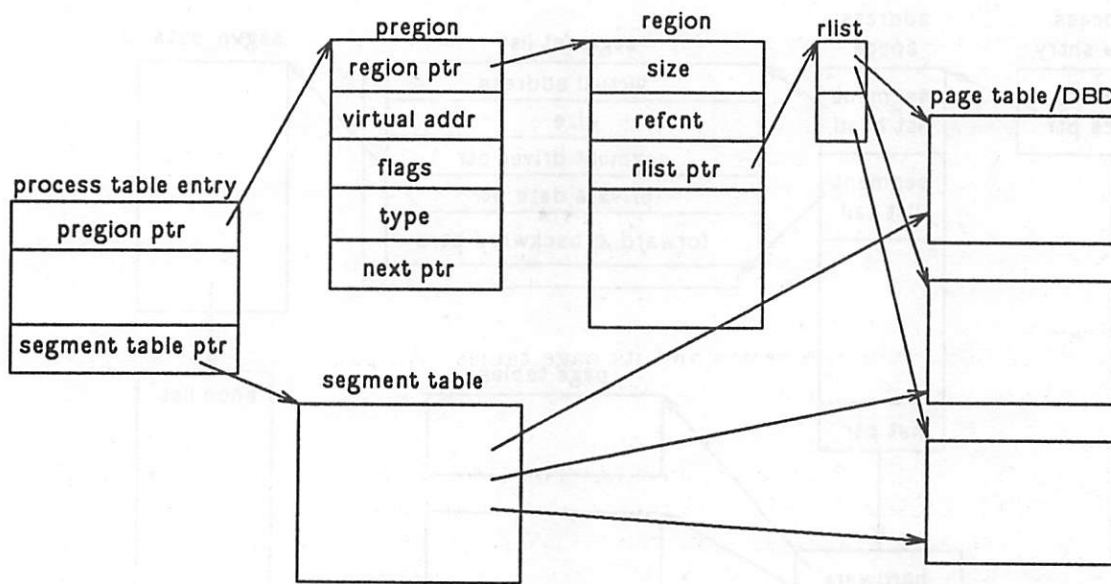 pregion
region ptr
virtual addr
flags
type
next ptr
region
size
refcnt
rlist ptr
rlist
page table/DBD
process table entry
pregion ptr
segment table ptr
segment table